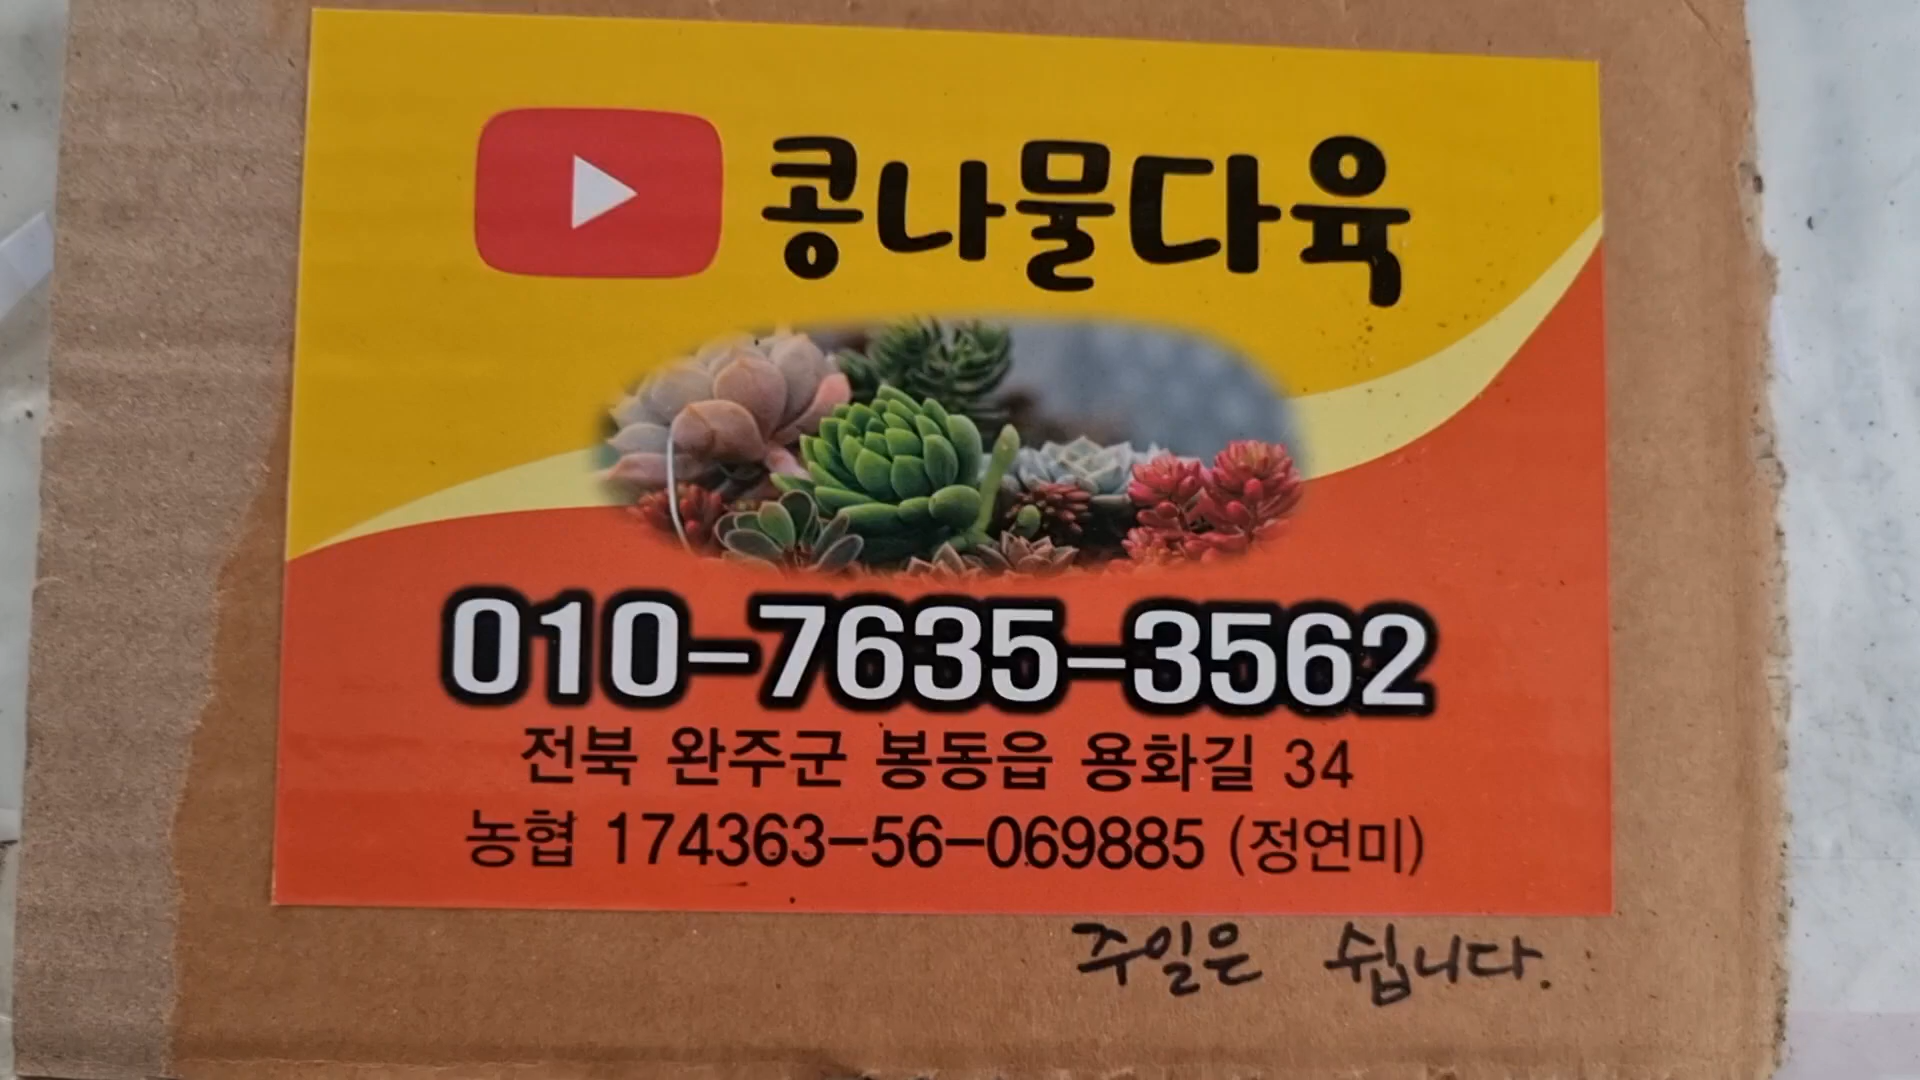 콩나물다육
010-7635-3562
전북 완주군 봉동읍 용화길 34
농협 174363-56-069885 (정연미)
주일은 쉽니다.